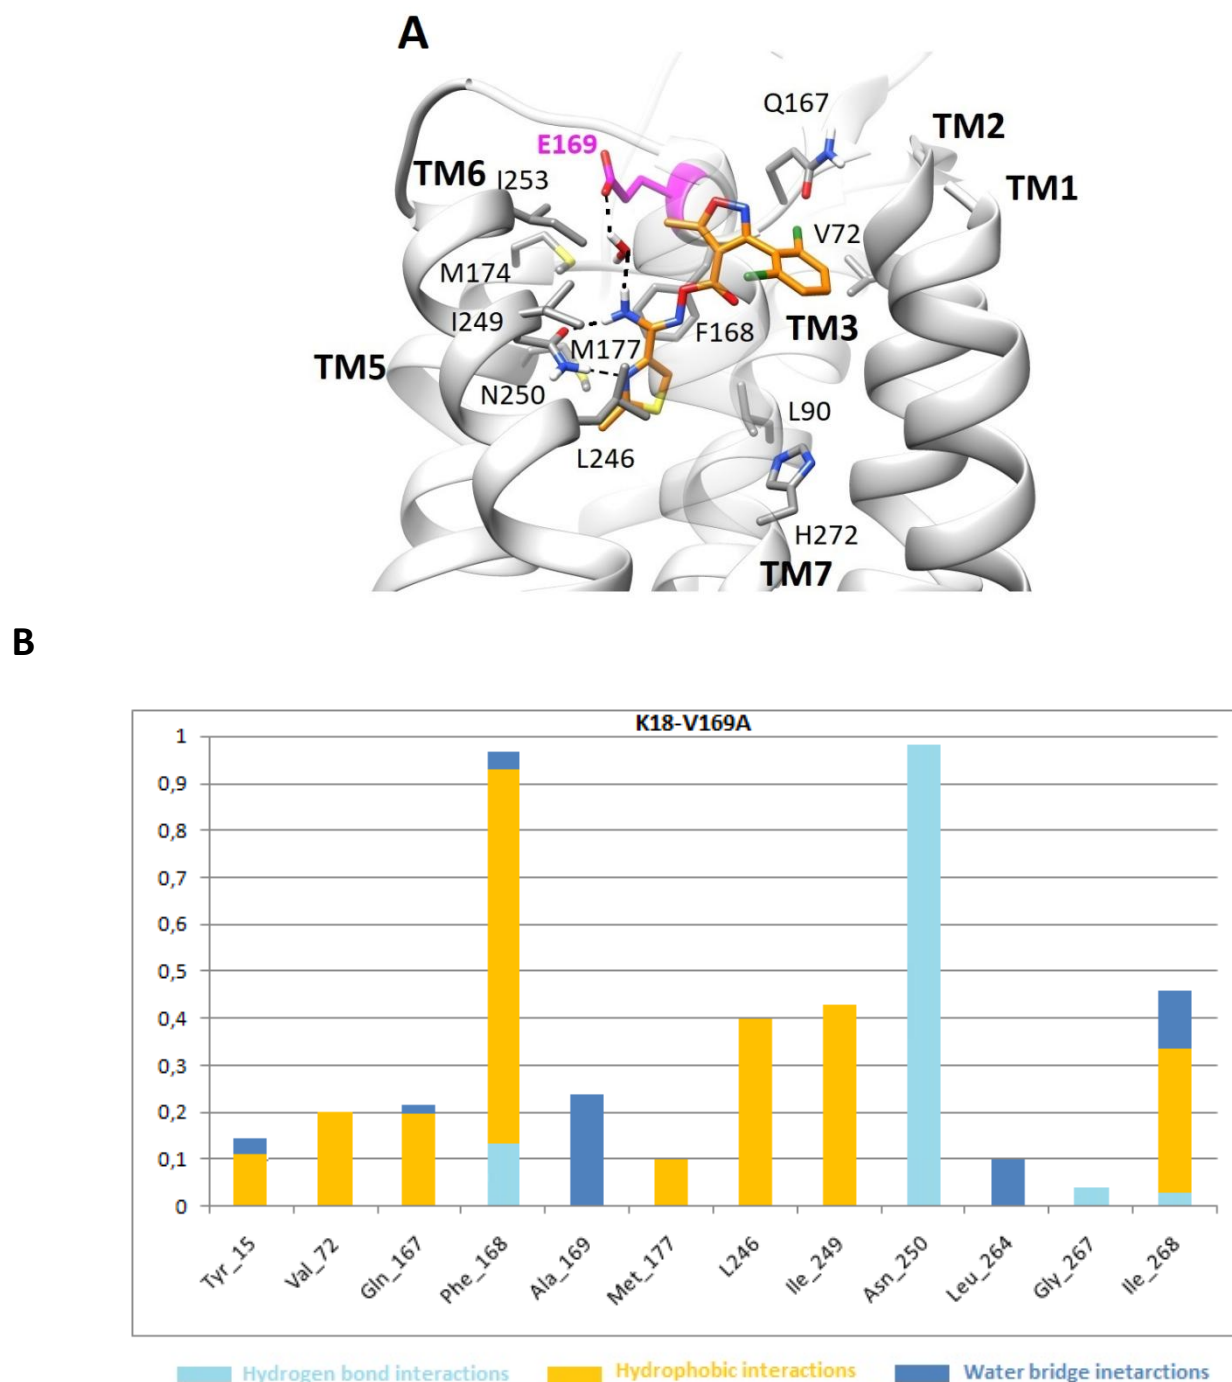 A
Q167
TM2
E169
TM6
I253
TM1
V72
M174
I249
TM3
F168
M177
TM5
N250
L90
L246
H272
TM7
B
K18-V169A
1
0,9
0,8
0,7
0,6
0,5
0,4
0,3
0,2
0,1
0
Tyr_15
Val_72
Gln_167
Phe_168
Ala_169
Met_177
L246
Ile_249
Asn_250
Leu_264
Gly_267
Ile_268
Hydrogen bond interactions
Hydrophobic interactions
Water bridge inetarctions